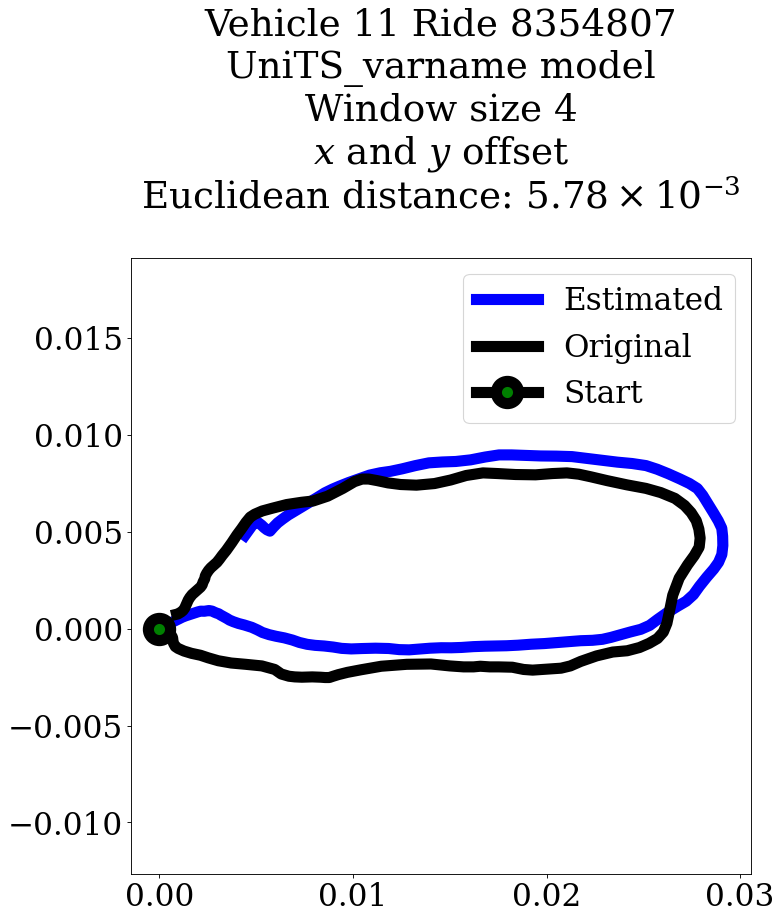 Vehicle 11 Ride 8354807
UniTS_varname model
Window size 4
x and y offset
Euclidean distance: 5.78 × 10⁻³
Estimated
Original
Start
0.015
0.010
0.005
0.000
−0.005
−0.010
0.00 0.01 0.02 0.03